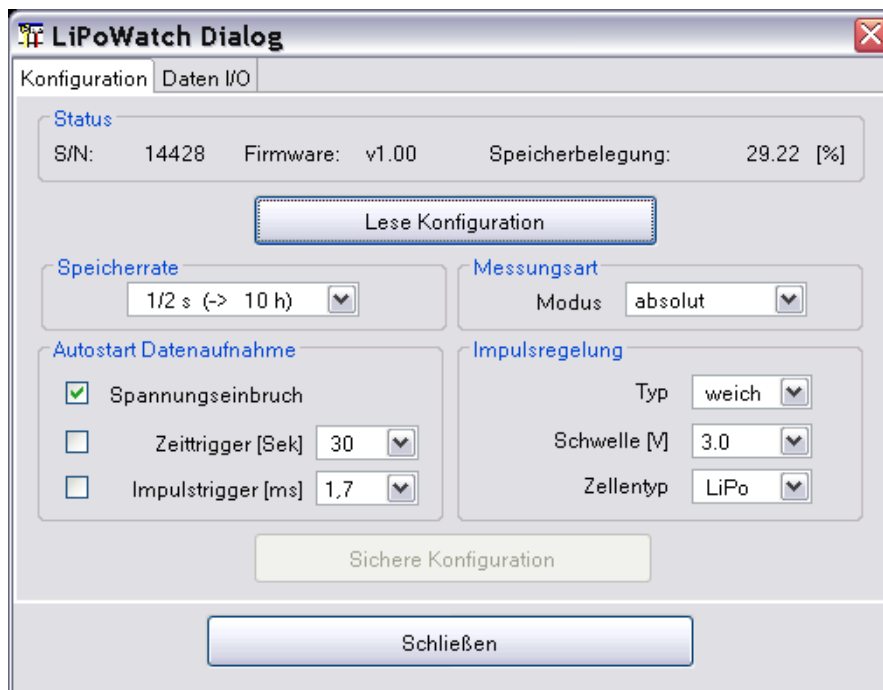 LiPoWatch Dialog
Konfiguration Daten I/O
Status
S/N: 14428 Firmware: v1.00 Speicherbelegung: 29.22 [%]
Lese Konfiguration
Speicherrate
1/2 s (-> 10 h)
Messungsart
Modus absolut
Autostart Datenaufnahme
Spannungseinbruch
Zeittrigger [Sek] 30
Impulstrigger [ms] 1,7
Impulsregelung
Typ weich
Schwelle [V] 3.0
Zellentyp LiPo
Sichere Konfiguration
Schließen